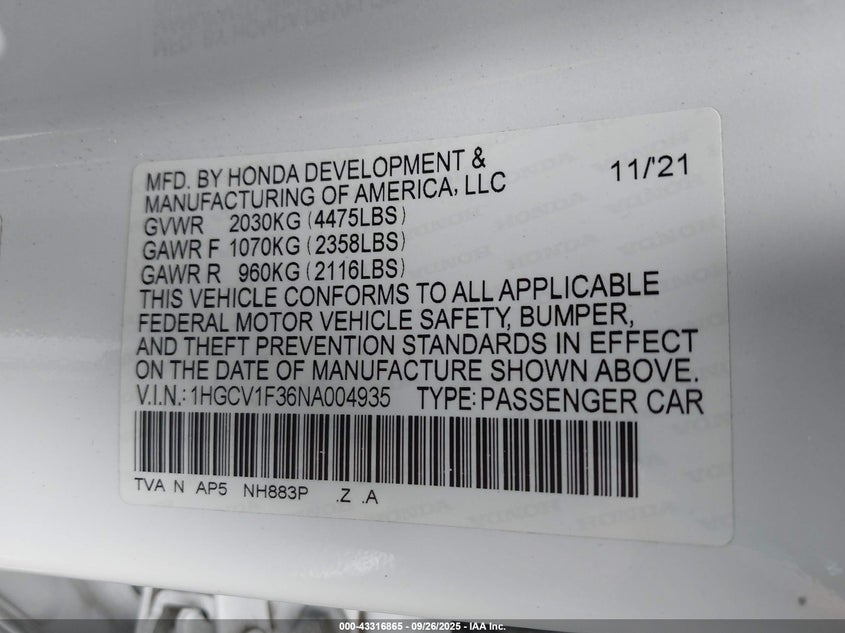 MFD. BY HONDA DEVELOPMENT & 11/'21
MANUFACTURING OF AMERICA, LLC
GVWR 2030KG (4475LBS)
GAWR F 1070KG (2358LBS)
GAWR R 960KG (2116LBS)
THIS VEHICLE CONFORMS TO ALL APPLICABLE
FEDERAL MOTOR VEHICLE SAFETY, BUMPER,
AND THEFT PREVENTION STANDARDS IN EFFECT
ON THE DATE OF MANUFACTURE SHOWN ABOVE.
V.I.N.: 1HGCV1F36NA004935 TYPE: PASSENGER CAR
TVA N AP5 NH883P .Z .A
000-43316865 - 09/26/2025 - IAA Inc.